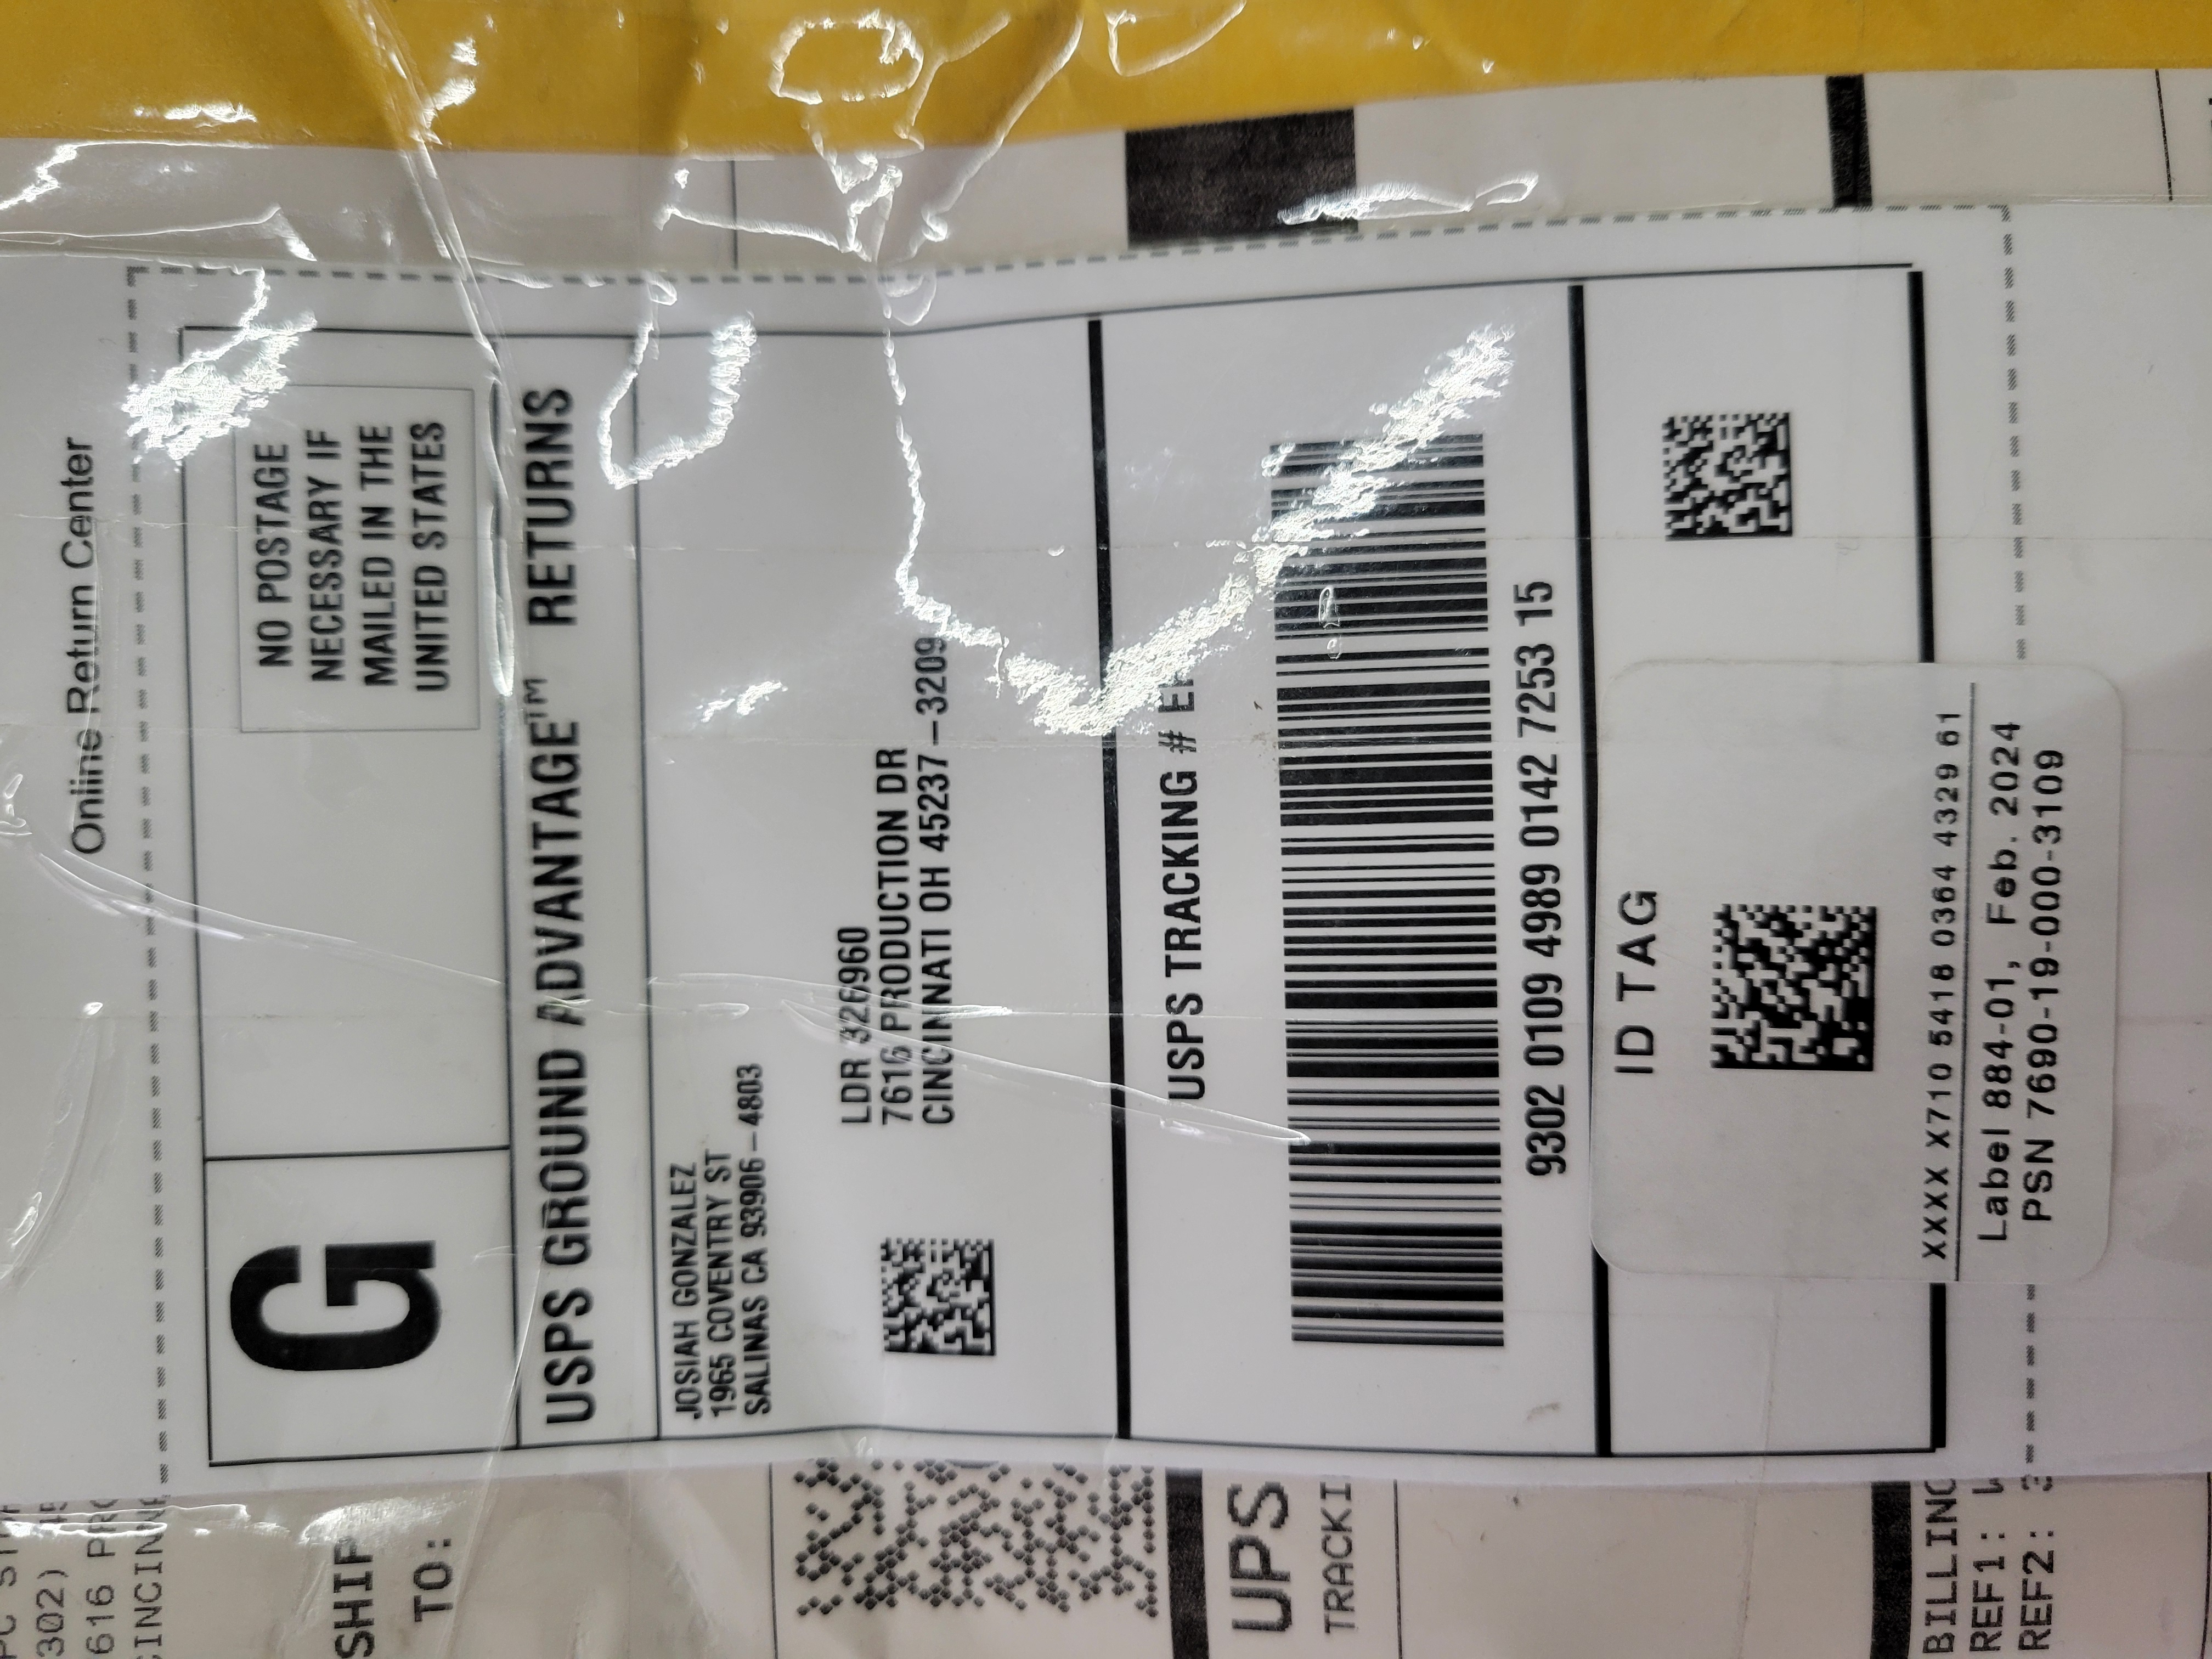 Online Return Center
G
NO POSTAGE
NECESSARY IF
MAILED IN THE
UNITED STATES
USPS GROUND ADVANTAGE™ RETURNS
JOSIAH GONZALEZ
1965 COVENTRY ST
SALINAS CA 93906-4803
LDR 326960
7616 PRODUCTION DR
CINCINNATI OH 45237-3209
USPS TRACKING #
9302 0109 4989 0142 7253 15
ID TAG
XXXX X710 5418 0364 4329 61
Label 884-01, Feb. 2024
PSN 7690-19-000-3109
302)
616
SHIP
TO:
UPS
BILLING
REF1:
REF2: